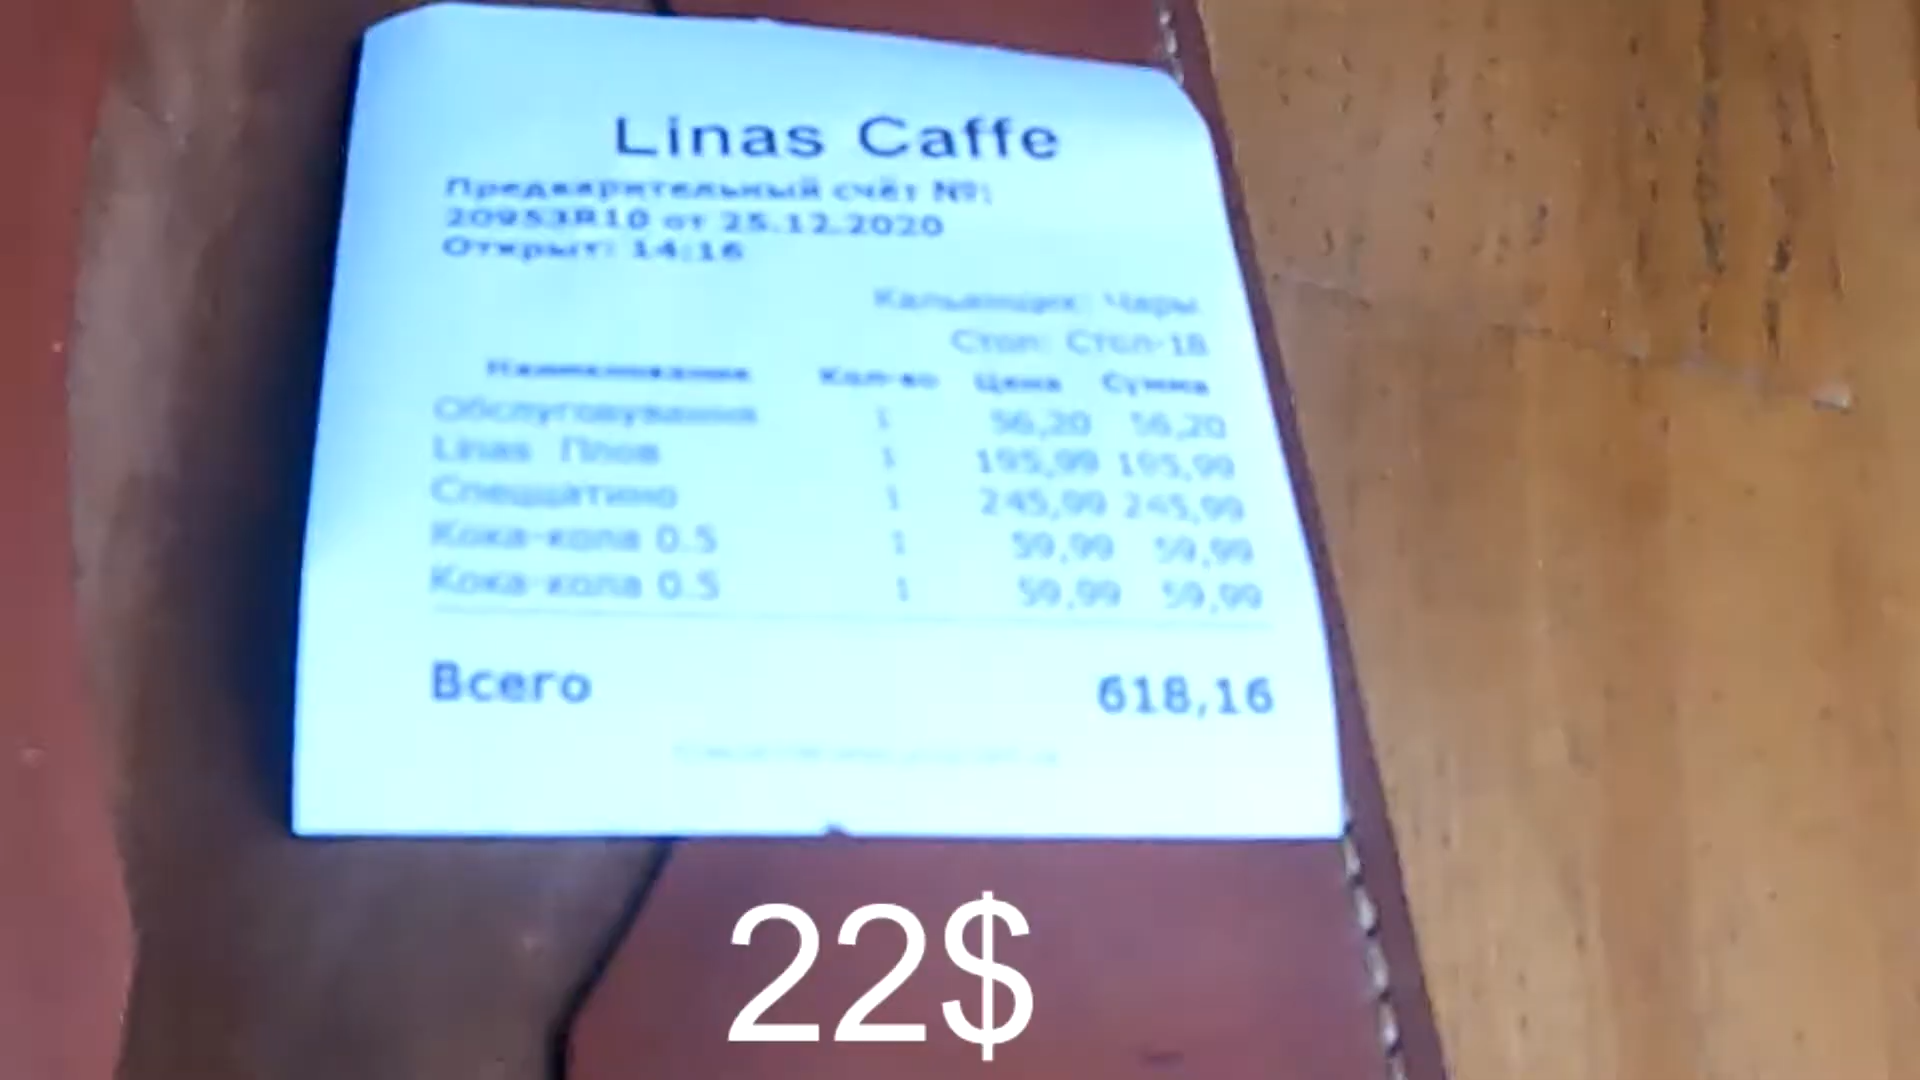 Linas Caffe
Предварительный счёт №:
20953R10 от 25.12.2020
Открыт: 14:16
Кальянщик: Чары
Стол: Стол-18
Наименование Кол-во Цена Сумма
Обслуговування 1 56,20 56,20
Linas Плов 1 195,99 195,99
1 245,99 245,99
Кока-кола 0.5 1 59,99 59,99
Кока-кола 0.5 1 59,99 59,99
Всего 618,16
22$